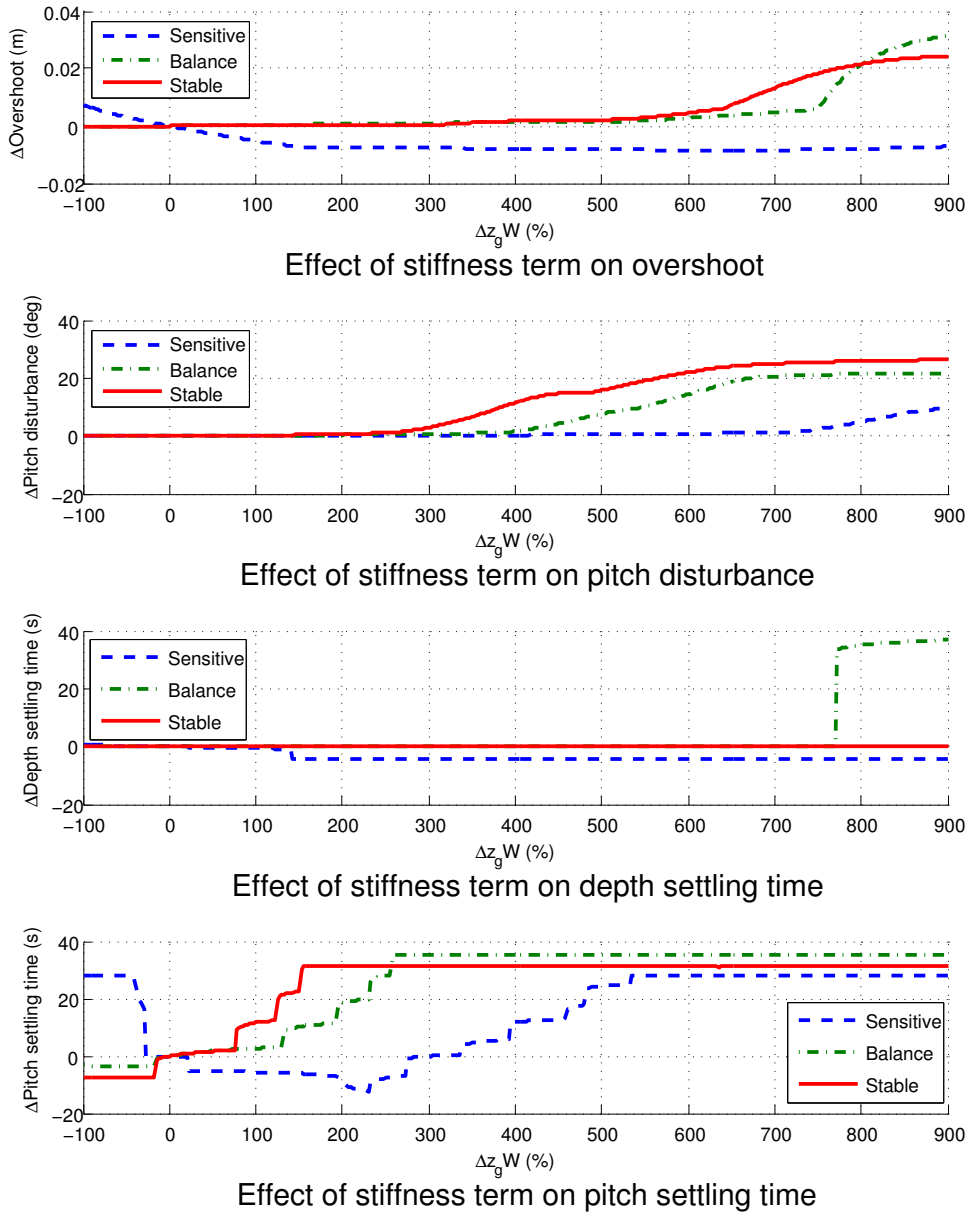 0.04
0.02
0
−0.02
ΔOvershoot (m)
Sensitive
Balance
Stable
−100 0 100 200 300 400 500 600 700 800 900
Δz_gW (%)
Effect of stiffness term on overshoot
40
20
0
−20
ΔPitch disturbance (deg)
Sensitive
Balance
Stable
−100 0 100 200 300 400 500 600 700 800 900
Δz_gW (%)
Effect of stiffness term on pitch disturbance
40
20
0
−20
ΔDepth settling time (s)
Sensitive
Balance
Stable
−100 0 100 200 300 400 500 600 700 800 900
Δz_gW (%)
Effect of stiffness term on depth settling time
40
20
0
−20
ΔPitch settling time (s)
Sensitive
Balance
Stable
−100 0 100 200 300 400 500 600 700 800 900
Δz_gW (%)
Effect of stiffness term on pitch settling time